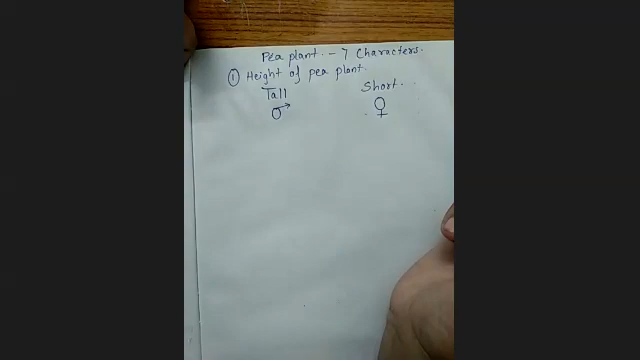 Pea plant. - 7 Characters.
① Height of pea plant.
Tall Short.
♂ ♀